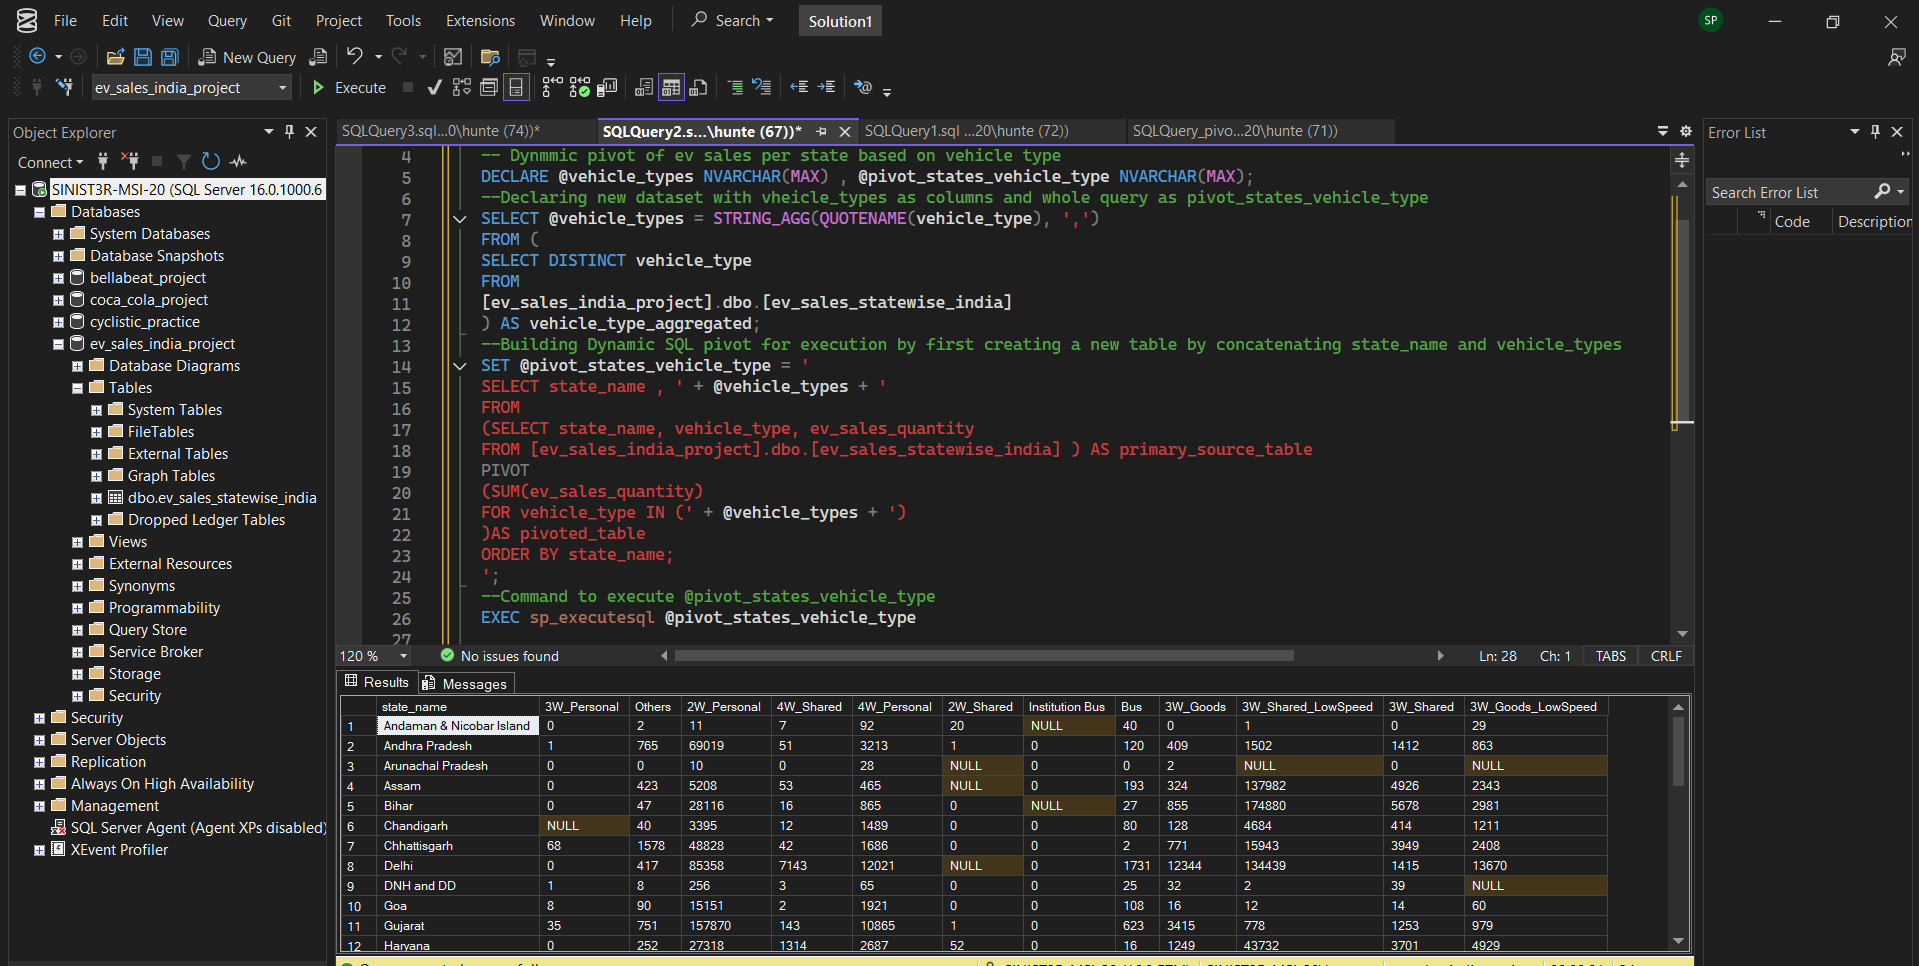 File Edit View Query Git Project Tools Extensions Window Help Search Solution1 SP
New Query
ev_sales_india_project Execute
Object Explorer
Connect
SINIST3R-MSI-20 (SQL Server 16.0.1000.6
Databases
System Databases
Database Snapshots
bellabeat_project
coca_cola_project
cyclistic_practice
ev_sales_india_project
Database Diagrams
Tables
System Tables
FileTables
External Tables
Graph Tables
dbo.ev_sales_statewise_india
Dropped Ledger Tables
Views
External Resources
Synonyms
Programmability
Query Store
Service Broker
Storage
Security
Security
Server Objects
Replication
Always On High Availability
Management
SQL Server Agent (Agent XPs disabled)
XEvent Profiler
SQLQuery3.sql...0\hunte (74))* SQLQuery2.s...\hunte (67))* SQLQuery1.sql ...20\hunte (72)) SQLQuery_pivo...20\hunte (71))
4 -- Dynmmic pivot of ev sales per state based on vehicle type
5 DECLARE @vehicle_types NVARCHAR(MAX) , @pivot_states_vehicle_type NVARCHAR(MAX);
6 --Declaring new dataset with vheicle_types as columns and whole query as pivot_states_vehicle_type
7 SELECT @vehicle_types = STRING_AGG(QUOTENAME(vehicle_type), ',')
8 FROM (
9 SELECT DISTINCT vehicle_type
10 FROM
11 [ev_sales_india_project].dbo.[ev_sales_statewise_india]
12 ) AS vehicle_type_aggregated;
13 --Building Dynamic SQL pivot for execution by first creating a new table by concatenating state_name and vehicle_types
14 SET @pivot_states_vehicle_type = '
15 SELECT state_name , ' + @vehicle_types + '
16 FROM
17 (SELECT state_name, vehicle_type, ev_sales_quantity
18 FROM [ev_sales_india_project].dbo.[ev_sales_statewise_india] ) AS primary_source_table
19 PIVOT
20 (SUM(ev_sales_quantity)
21 FOR vehicle_type IN (' + @vehicle_types + ')
22 )AS pivoted_table
23 ORDER BY state_name;
24 ';
25 --Command to execute @pivot_states_vehicle_type
26 EXEC sp_executesql @pivot_states_vehicle_type
27
120 % No issues found Ln: 28 Ch: 1 TABS CRLF
Results Messages
state_name 3W_Personal Others 2W_Personal 4W_Shared 4W_Personal 2W_Shared Institution Bus Bus 3W_Goods 3W_Shared_LowSpeed 3W_Shared 3W_Goods_LowSpeed
1 Andaman & Nicobar Island 0 2 11 7 92 20 NULL 40 0 1 0 29
2 Andhra Pradesh 1 765 69019 51 3213 1 0 120 409 1502 1412 863
3 Arunachal Pradesh 0 0 10 0 28 NULL 0 0 2 NULL 0 NULL
4 Assam 0 423 5208 53 465 NULL 0 193 324 137982 4926 2343
5 Bihar 0 47 28116 16 865 0 NULL 27 855 174880 5678 2981
6 Chandigarh NULL 40 3395 12 1489 0 0 80 128 4684 414 1211
7 Chhattisgarh 68 1578 48828 42 1686 0 0 2 771 15943 3949 2408
8 Delhi 0 417 85358 7143 12021 NULL 0 1731 12344 134439 1415 13670
9 DNH and DD 1 8 256 3 65 0 0 25 32 2 39 NULL
10 Goa 8 90 15151 2 1921 0 0 108 16 12 14 60
11 Gujarat 35 751 157870 143 10865 1 0 623 3415 778 1253 979
12 Haryana 0 252 27318 1314 2687 52 0 16 1249 43732 3701 4929
Error List
Search Error List
Code Description